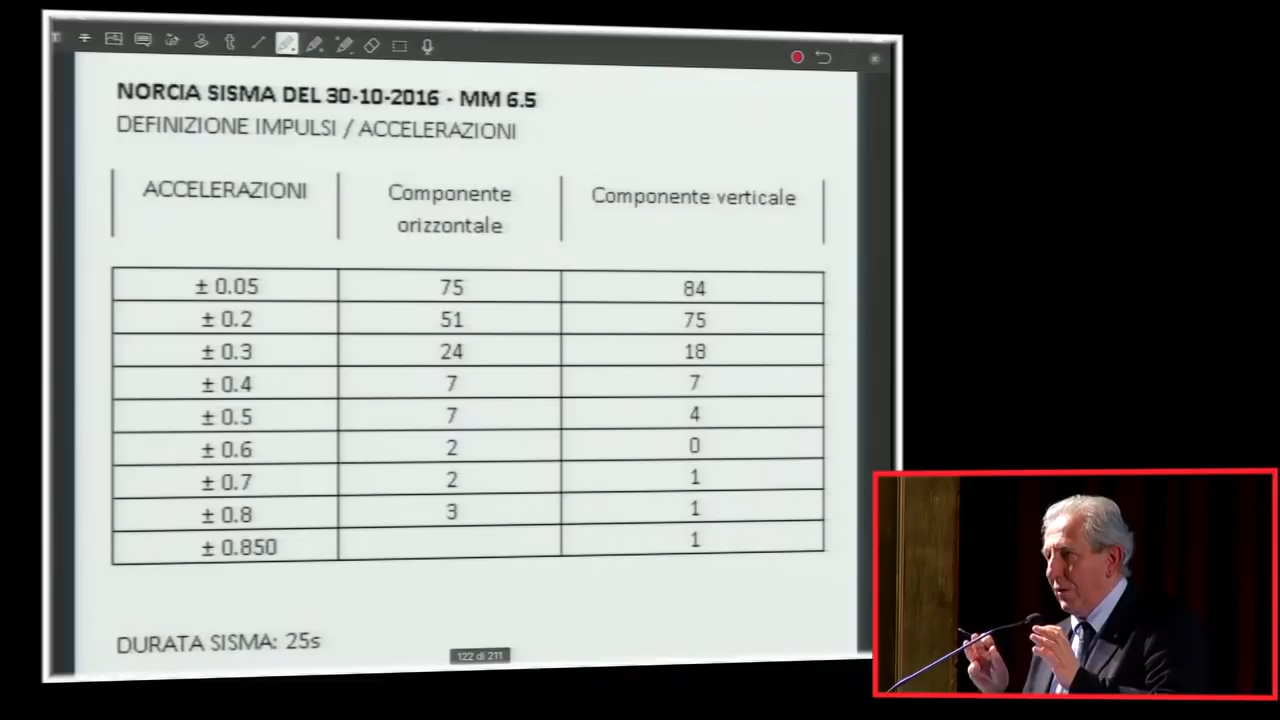 NORCIA SISMA DEL 30-10-2016 - MM 6.5
DEFINIZIONE IMPULSI / ACCELERAZIONI
ACCELERAZIONI Componente orizzontale Componente verticale
± 0.05 75 84
± 0.2 51 75
± 0.3 24 18
± 0.4 7 7
± 0.5 7 4
± 0.6 2 0
± 0.7 2 1
± 0.8 3 1
± 0.850 1
DURATA SISMA: 25s
122 di 211